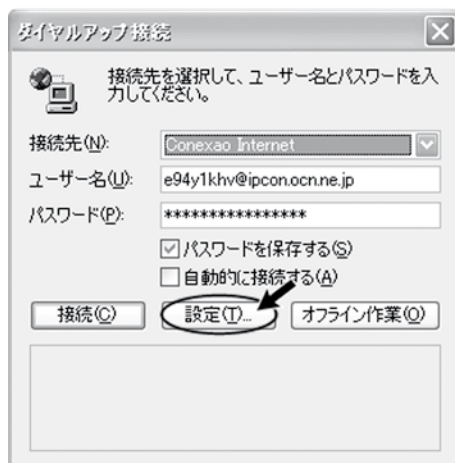 ダイヤルアップ接続
接続先を選択して、ユーザー名とパスワードを入
力してください。
接続先(N): Conexao Internet
ユーザー名(U): e94y1khv@ipcon.ocn.ne.jp
パスワード(P): ****************
パスワードを保存する(S)
自動的に接続する(A)
接続(C) 設定(T)... オフライン作業(O)